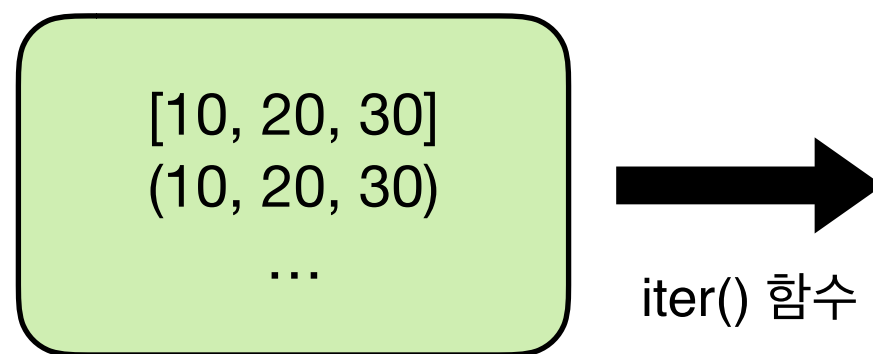 [10, 20, 30]
(10, 20, 30)
...
iter() 함수